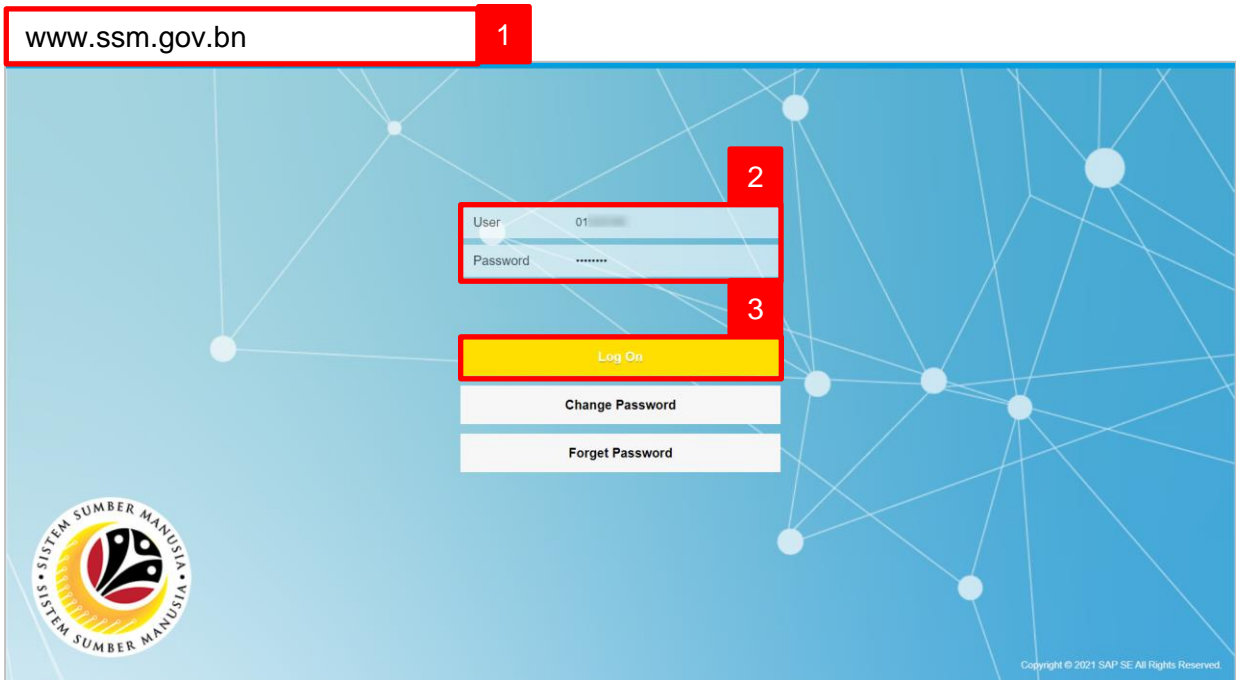 www.ssm.gov.bn
1
2
User 01
Password ········
3
Log On
Change Password
Forget Password
SISTEM SUMBER MANUSIA • SISTEM SUMBER MANUSIA •
Copyright © 2021 SAP SE All Rights Reserved.